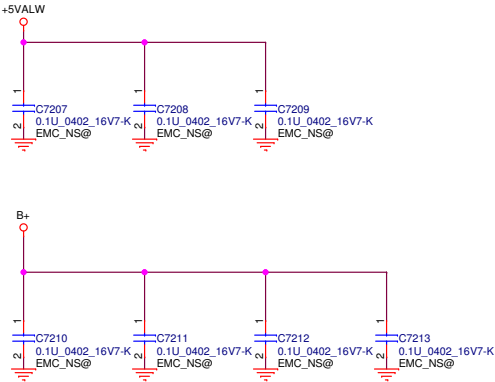 +5VALW
1 1 1
C7207 C7208 C7209
2 0.1U_0402_16V7-K 2 0.1U_0402_16V7-K 2 0.1U_0402_16V7-K
EMC_NS@ EMC_NS@ EMC_NS@
B+
1 1 1 1
C7210 C7211 C7212 C7213
2 0.1U_0402_16V7-K 2 0.1U_0402_16V7-K 2 0.1U_0402_16V7-K 2 0.1U_0402_16V7-K
EMC_NS@ EMC_NS@ EMC_NS@ EMC_NS@